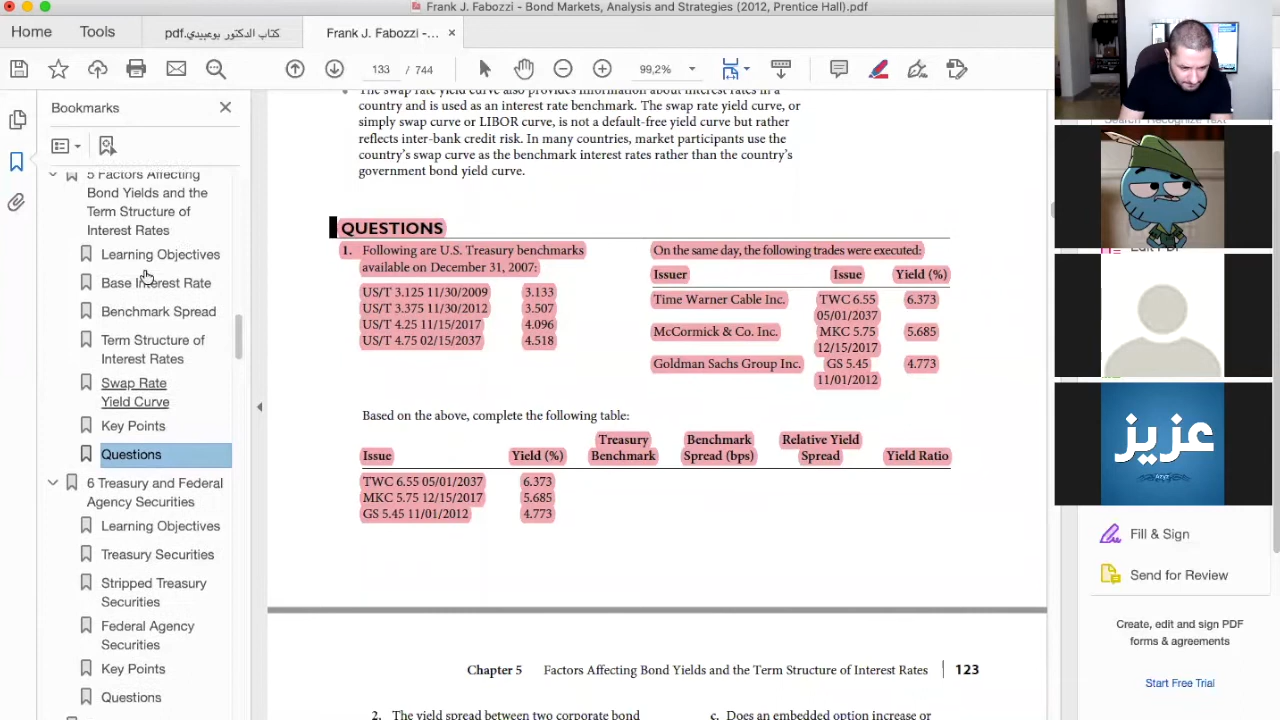 Frank J. Fabozzi - Bond Markets, Analysis and Strategies (2012, Prentice Hall).pdf
Home
Tools
كتاب الدكتور بوعبيدي.pdf
Frank J. Fabozzi -... ×
133 / 744
99,2%
Bookmarks
5 Factors Affecting
Bond Yields and the
Term Structure of
Interest Rates
Learning Objectives
Base Interest Rate
Benchmark Spread
Term Structure of
Interest Rates
Swap Rate
Yield Curve
Key Points
Questions
6 Treasury and Federal
Agency Securities
Learning Objectives
Treasury Securities
Stripped Treasury
Securities
Federal Agency
Securities
Key Points
Questions
• The swap rate yield curve also provides information about interest rates in a
country and is used as an interest rate benchmark. The swap rate yield curve, or
simply swap curve or LIBOR curve, is not a default-free yield curve but rather
reflects inter-bank credit risk. In many countries, market participants use the
country's swap curve as the benchmark interest rates rather than the country's
government bond yield curve.
QUESTIONS
1. Following are U.S. Treasury benchmarks
available on December 31, 2007:
US/T 3.125 11/30/2009 3.133
US/T 3.375 11/30/2012 3.507
US/T 4.25 11/15/2017 4.096
US/T 4.75 02/15/2037 4.518
On the same day, the following trades were executed:
Issuer Issue Yield (%)
Time Warner Cable Inc. TWC 6.55 6.373
05/01/2037
McCormick & Co. Inc. MKC 5.75 5.685
12/15/2017
Goldman Sachs Group Inc. GS 5.45 4.773
11/01/2012
Based on the above, complete the following table:
Treasury Benchmark Relative Yield
Issue Yield (%) Benchmark Spread (bps) Spread Yield Ratio
TWC 6.55 05/01/2037 6.373
MKC 5.75 12/15/2017 5.685
GS 5.45 11/01/2012 4.773
Chapter 5 Factors Affecting Bond Yields and the Term Structure of Interest Rates 123
2. The yield spread between two corporate bond
c. Does an embedded option increase or
عزيز
Azyz
Fill & Sign
Send for Review
Create, edit and sign PDF
forms & agreements
Start Free Trial